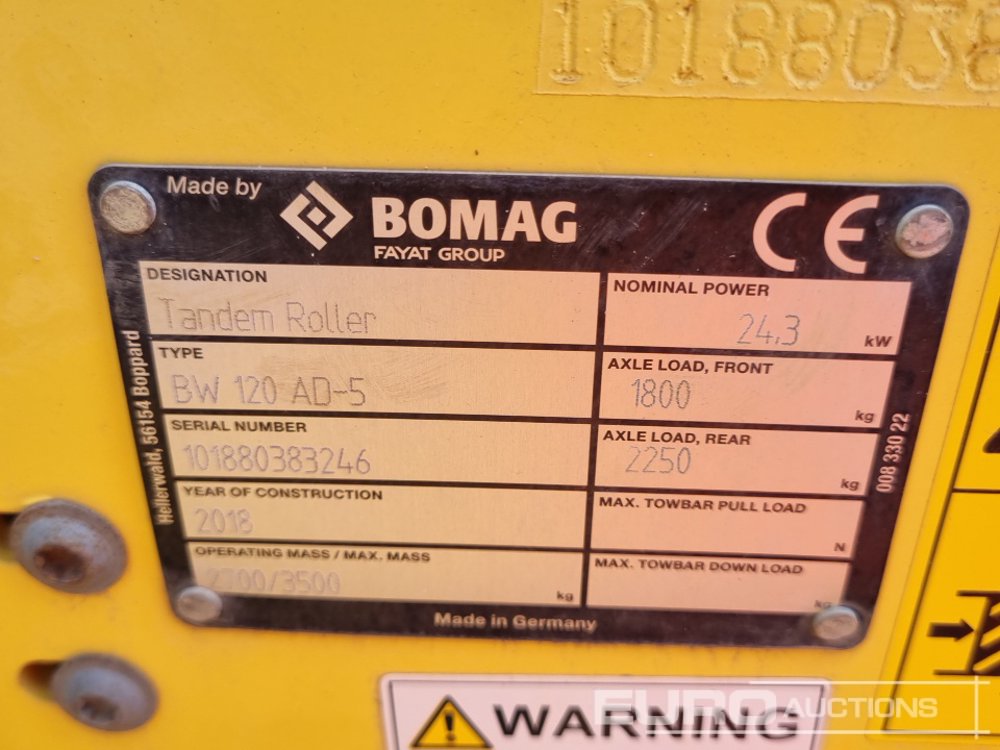 10188038
Made by
BOMAG
FAYAT GROUP
CE
DESIGNATION
Tandem Roller
NOMINAL POWER
24.3 kW
TYPE
BW 120 AD-5
AXLE LOAD, FRONT
1800 kg
SERIAL NUMBER
101880383246
AXLE LOAD, REAR
2250 kg
YEAR OF CONSTRUCTION
2018
MAX. TOWBAR PULL LOAD
N
OPERATING MASS / MAX. MASS
2700/3500 kg
MAX. TOWBAR DOWN LOAD
kg
Made in Germany
Hellerwald, 56154 Boppard
008 330 22
WARNING
EURO AUCTIONS